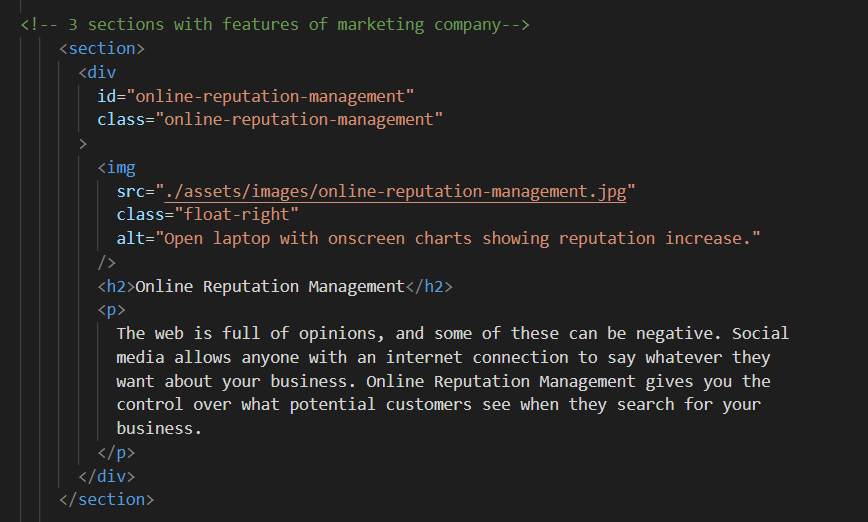 <!-- 3 sections with features of marketing company-->
<section>
<div
id="online-reputation-management"
class="online-reputation-management"
>
<img
src="./assets/images/online-reputation-management.jpg"
class="float-right"
alt="Open laptop with onscreen charts showing reputation increase."
/>
<h2>Online Reputation Management</h2>
<p>
The web is full of opinions, and some of these can be negative. Social
media allows anyone with an internet connection to say whatever they
want about your business. Online Reputation Management gives you the
control over what potential customers see when they search for your
business.
</p>
</div>
</section>